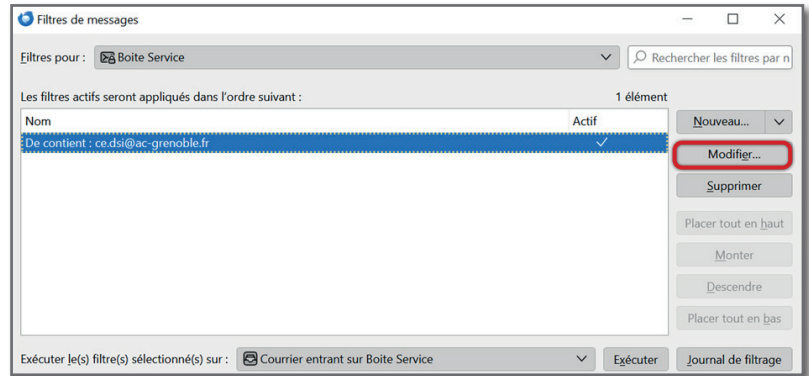 Filtres de messages
Filtres pour : Boite Service Rechercher les filtres par n
Les filtres actifs seront appliqués dans l'ordre suivant : 1 élément
Nom Actif Nouveau...
De contient : ce.dsi@ac-grenoble.fr
Modifier...
Supprimer
Placer tout en haut
Monter
Descendre
Placer tout en bas
Exécuter le(s) filtre(s) sélectionné(s) sur : Courrier entrant sur Boite Service Exécuter Journal de filtrage